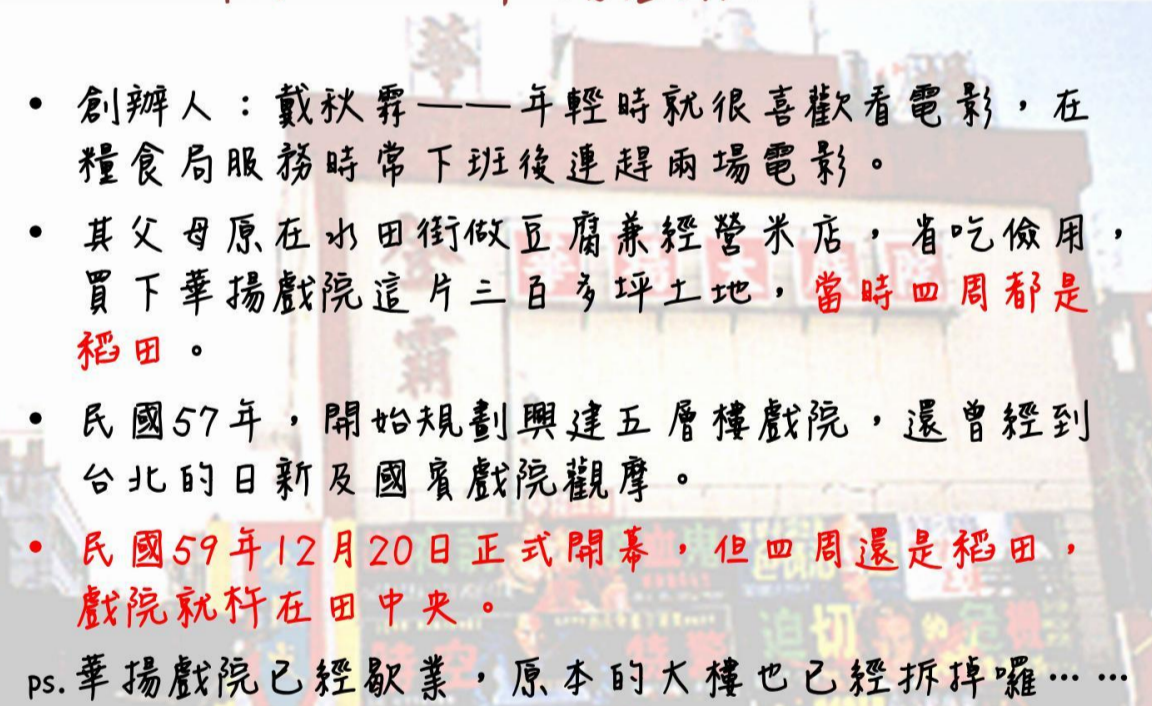 • 創辦人：戴秋霖——年輕時就很喜歡看電影，在
糧食局服務時常下班後連趕兩場電影。
• 其父母原在水田街做豆腐兼經營米店，省吃儉用，
買下華揚戲院這片三百多坪土地，當時四周都是
稻田。
• 民國57年，開始規劃興建五層樓戲院，還曾經到
台北的日新及國賓戲院觀摩。
• 民國59年12月20日正式開幕，但四周還是稻田，
戲院就杵在田中央。
ps.華揚戲院已經歇業，原本的大樓也已經拆掉囉……